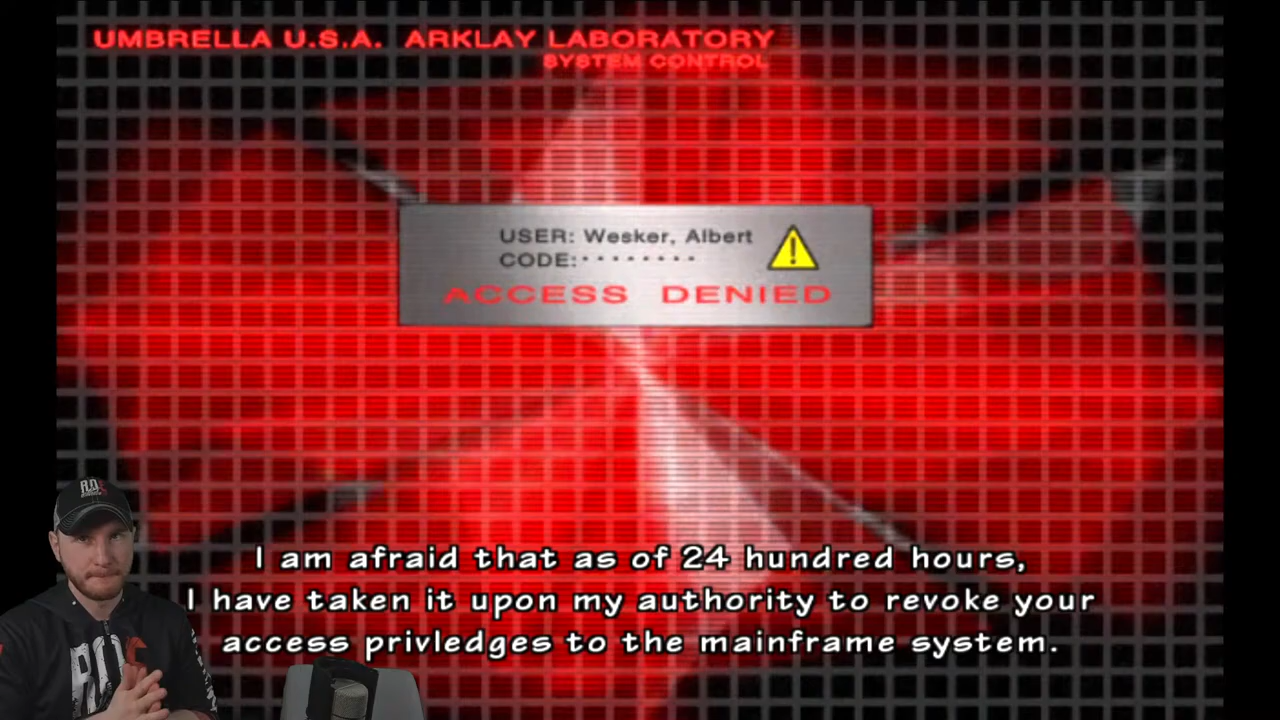 UMBRELLA U.S.A. ARKLAY LABORATORY
SYSTEM CONTROL
USER: Wesker, Albert
CODE:········
ACCESS DENIED
I am afraid that as of 24 hundred hours,
I have taken it upon my authority to revoke your
access privledges to the mainframe system.